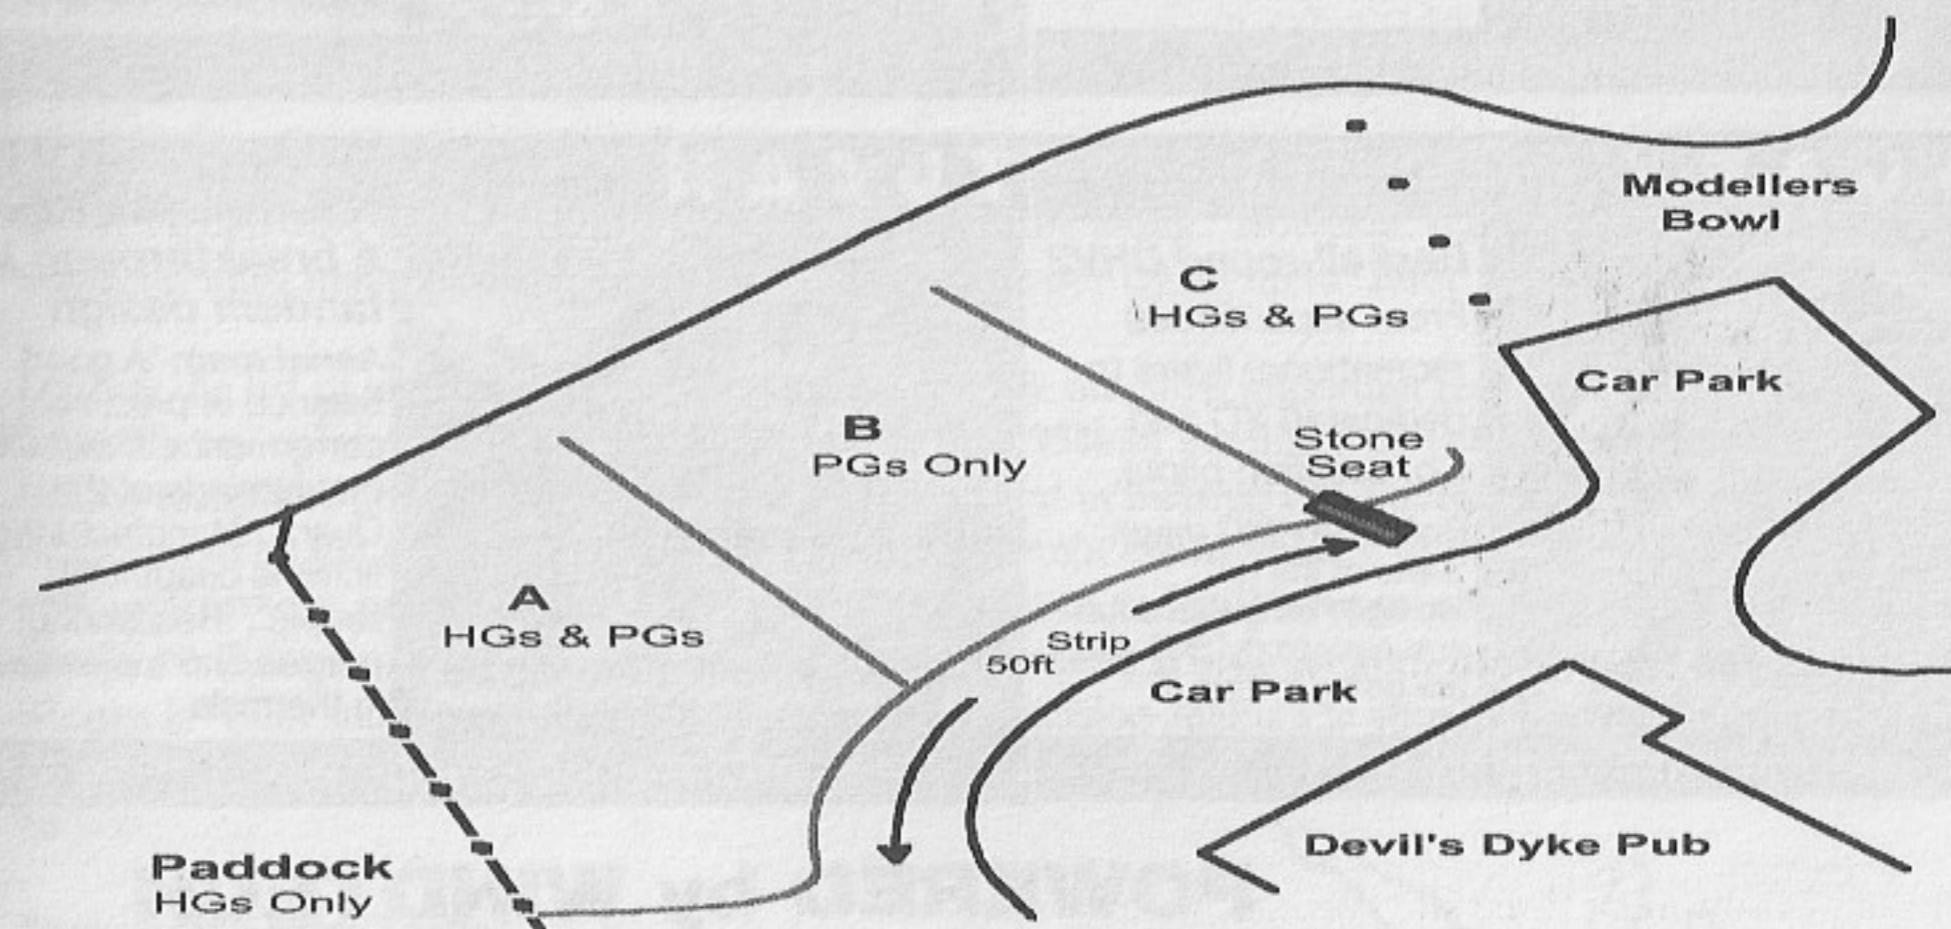 Modellers
Bowl
C
HGs & PGs
Car Park
B
PGs Only
Stone
Seat
A
HGs & PGs
Strip
50ft
Car Park
Devil's Dyke Pub
Paddock
HGs Only